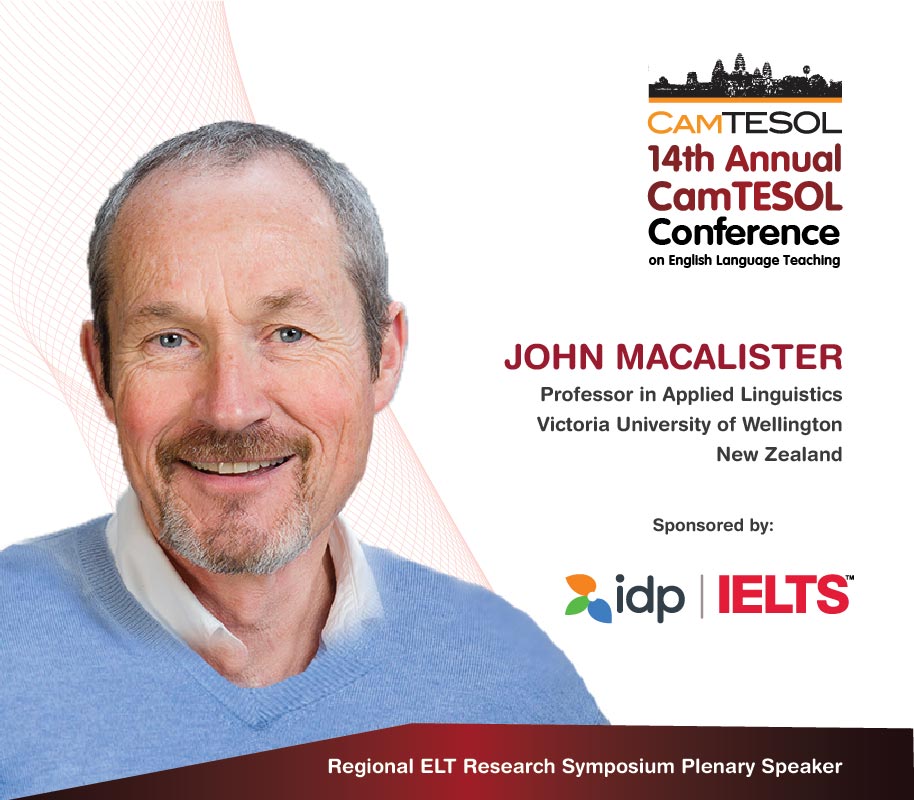 CAMTESOL
14th Annual
CamTESOL
Conference
on English Language Teaching
JOHN MACALISTER
Professor in Applied Linguistics
Victoria University of Wellington
New Zealand
Sponsored by:
idp | IELTS™
Regional ELT Research Symposium Plenary Speaker